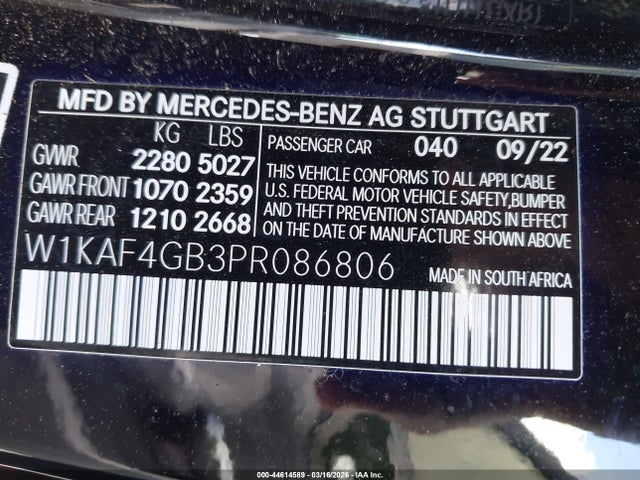 MFD BY MERCEDES-BENZ AG STUTTGART
KG LBS
GWR 2280 5027
GAWR FRONT 1070 2359
GAWR REAR 1210 2668
PASSENGER CAR 040 09/22
THIS VEHICLE CONFORMS TO ALL APPLICABLE
U.S. FEDERAL MOTOR VEHICLE SAFETY, BUMPER,
AND THEFT PREVENTION STANDARDS IN EFFECT
ON THE DATE OF MANUFACTURE SHOWN ABOVE.
W1KAF4GB3PR086806
MADE IN SOUTH AFRICA
000-44614589 | 03/16/2026 | IAA Inc.